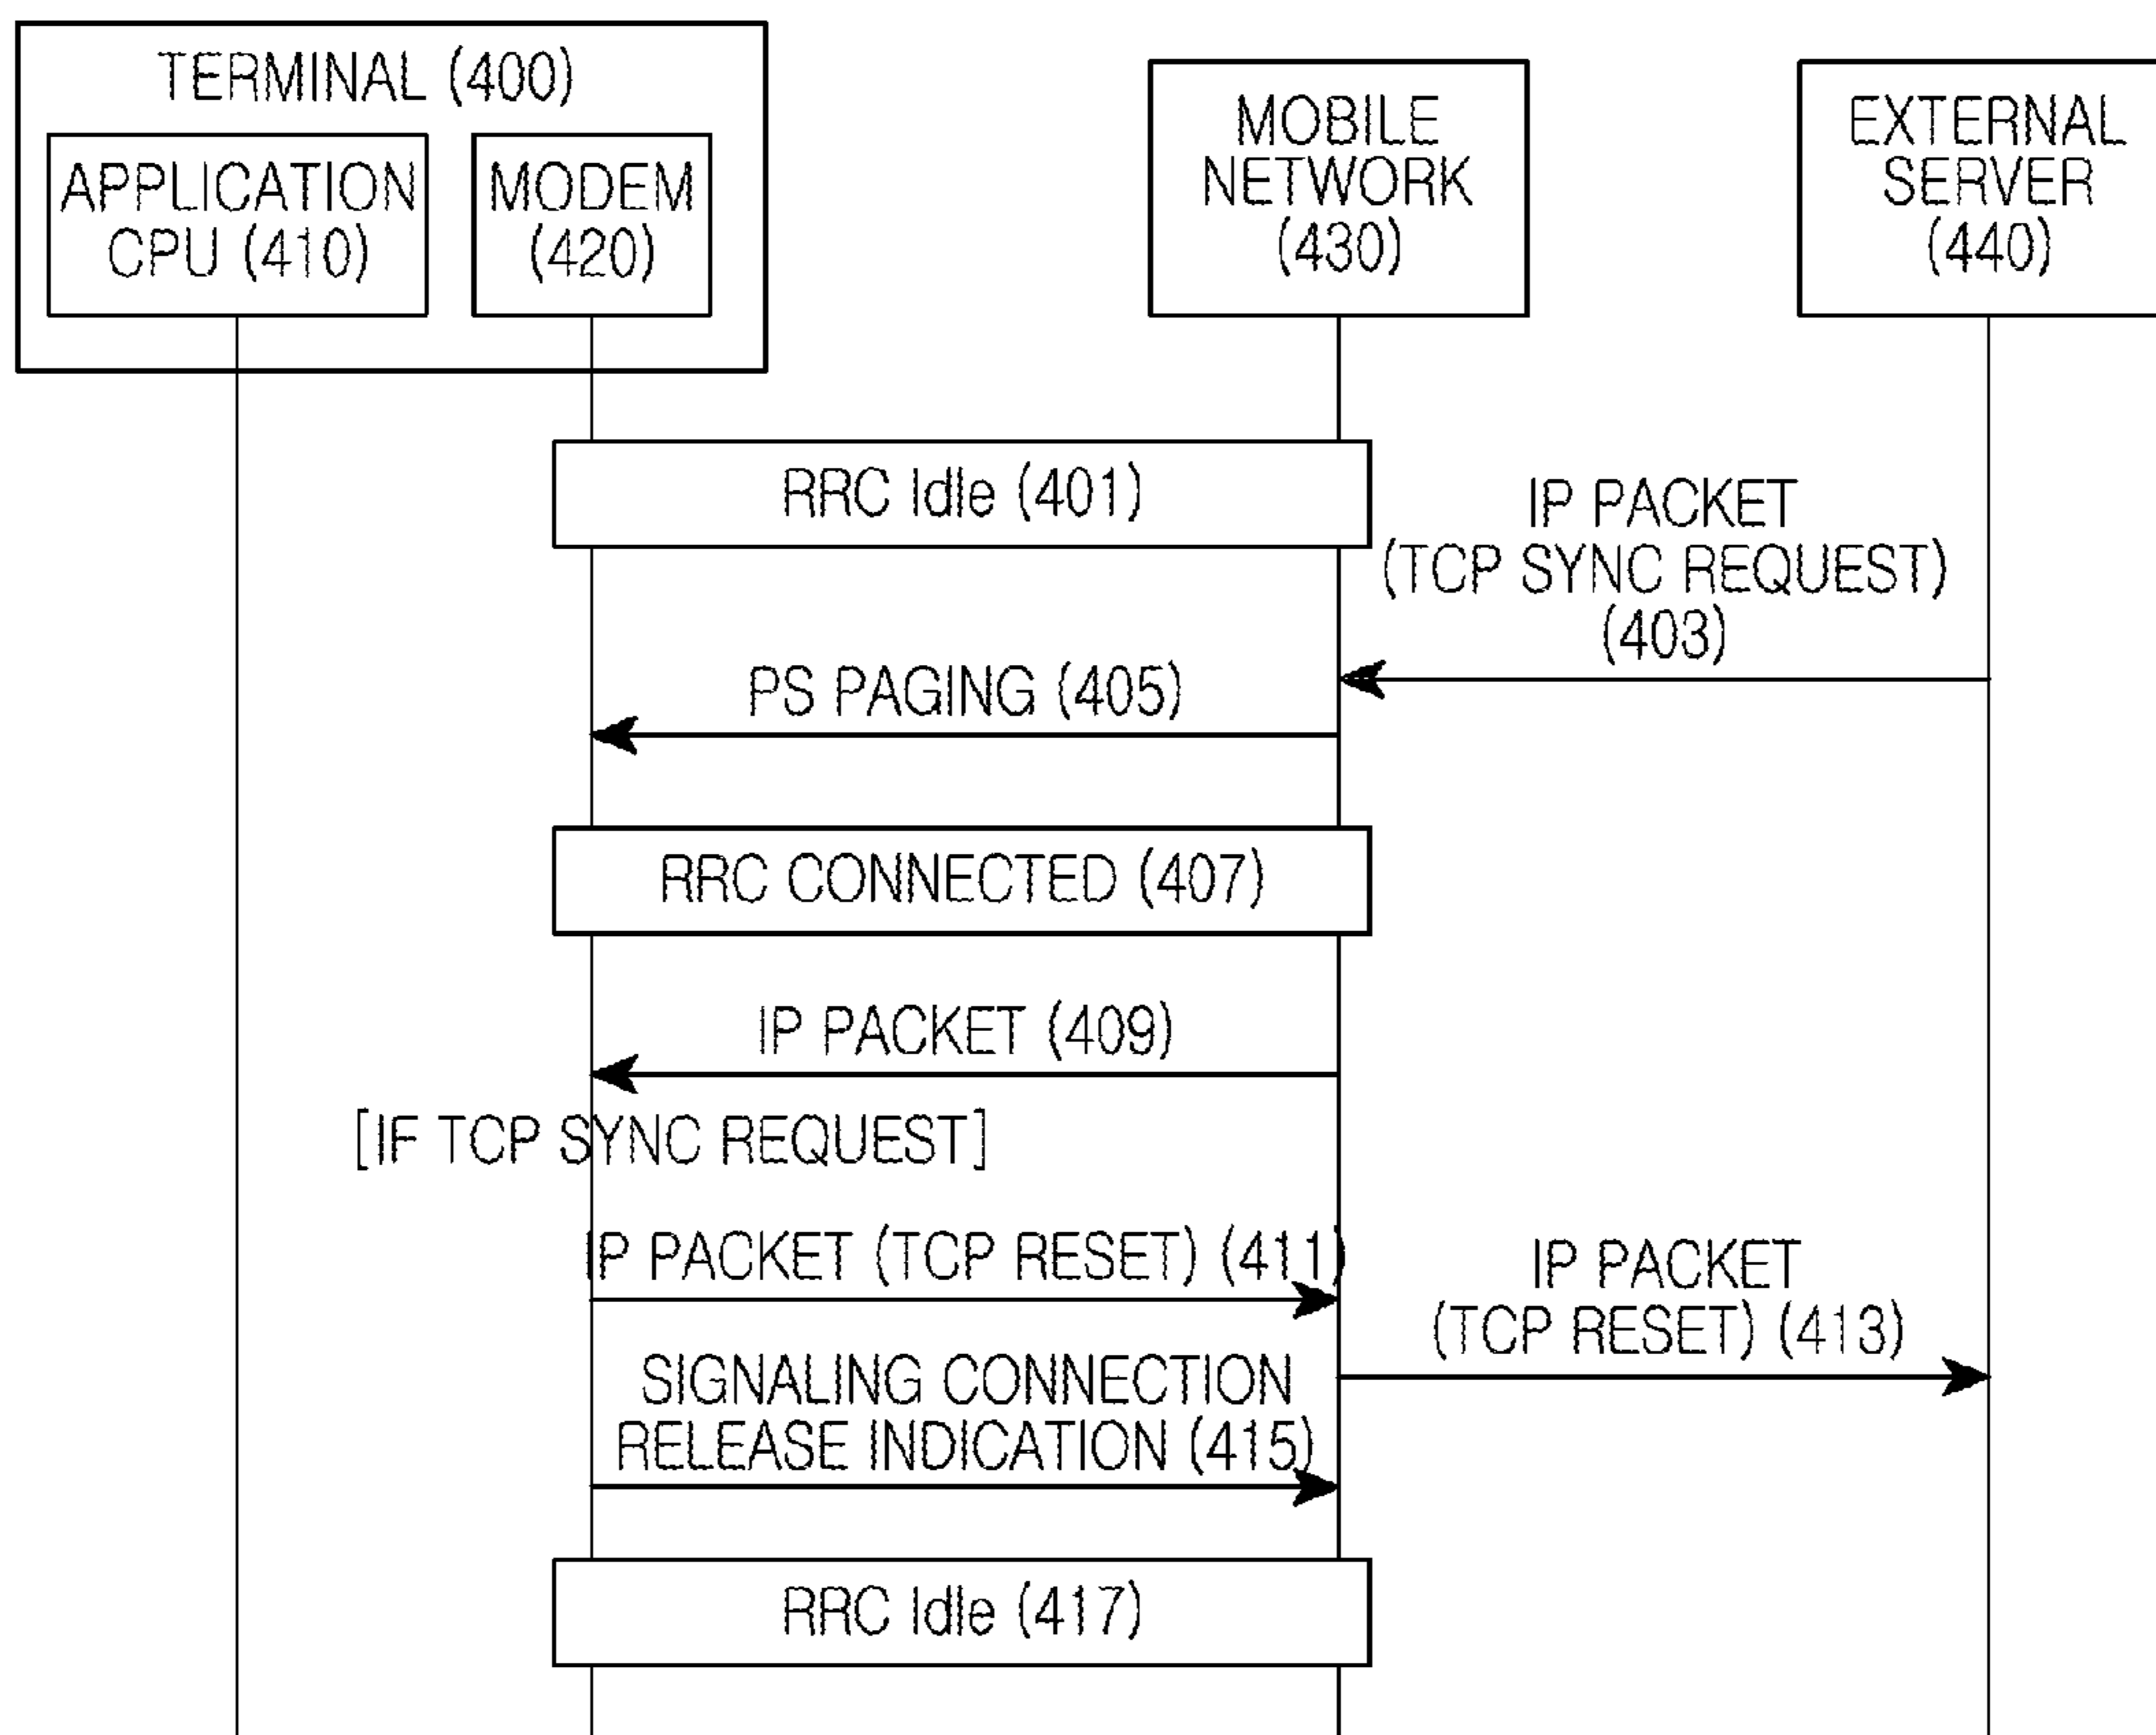 TERMINAL (400)
APPLICATION
CPU (410)
MODEM
(420)
MOBILE
NETWORK
(430)
EXTERNAL
SERVER
(440)
RRC Idle (401)
IP PACKET
(TCP SYNC REQUEST)
(403)
PS PAGING (405)
RRC CONNECTED (407)
IP PACKET (409)
[IF TCP SYNC REQUEST]
IP PACKET (TCP RESET) (411)
IP PACKET
(TCP RESET) (413)
SIGNALING CONNECTION
RELEASE INDICATION (415)
RRC Idle (417)